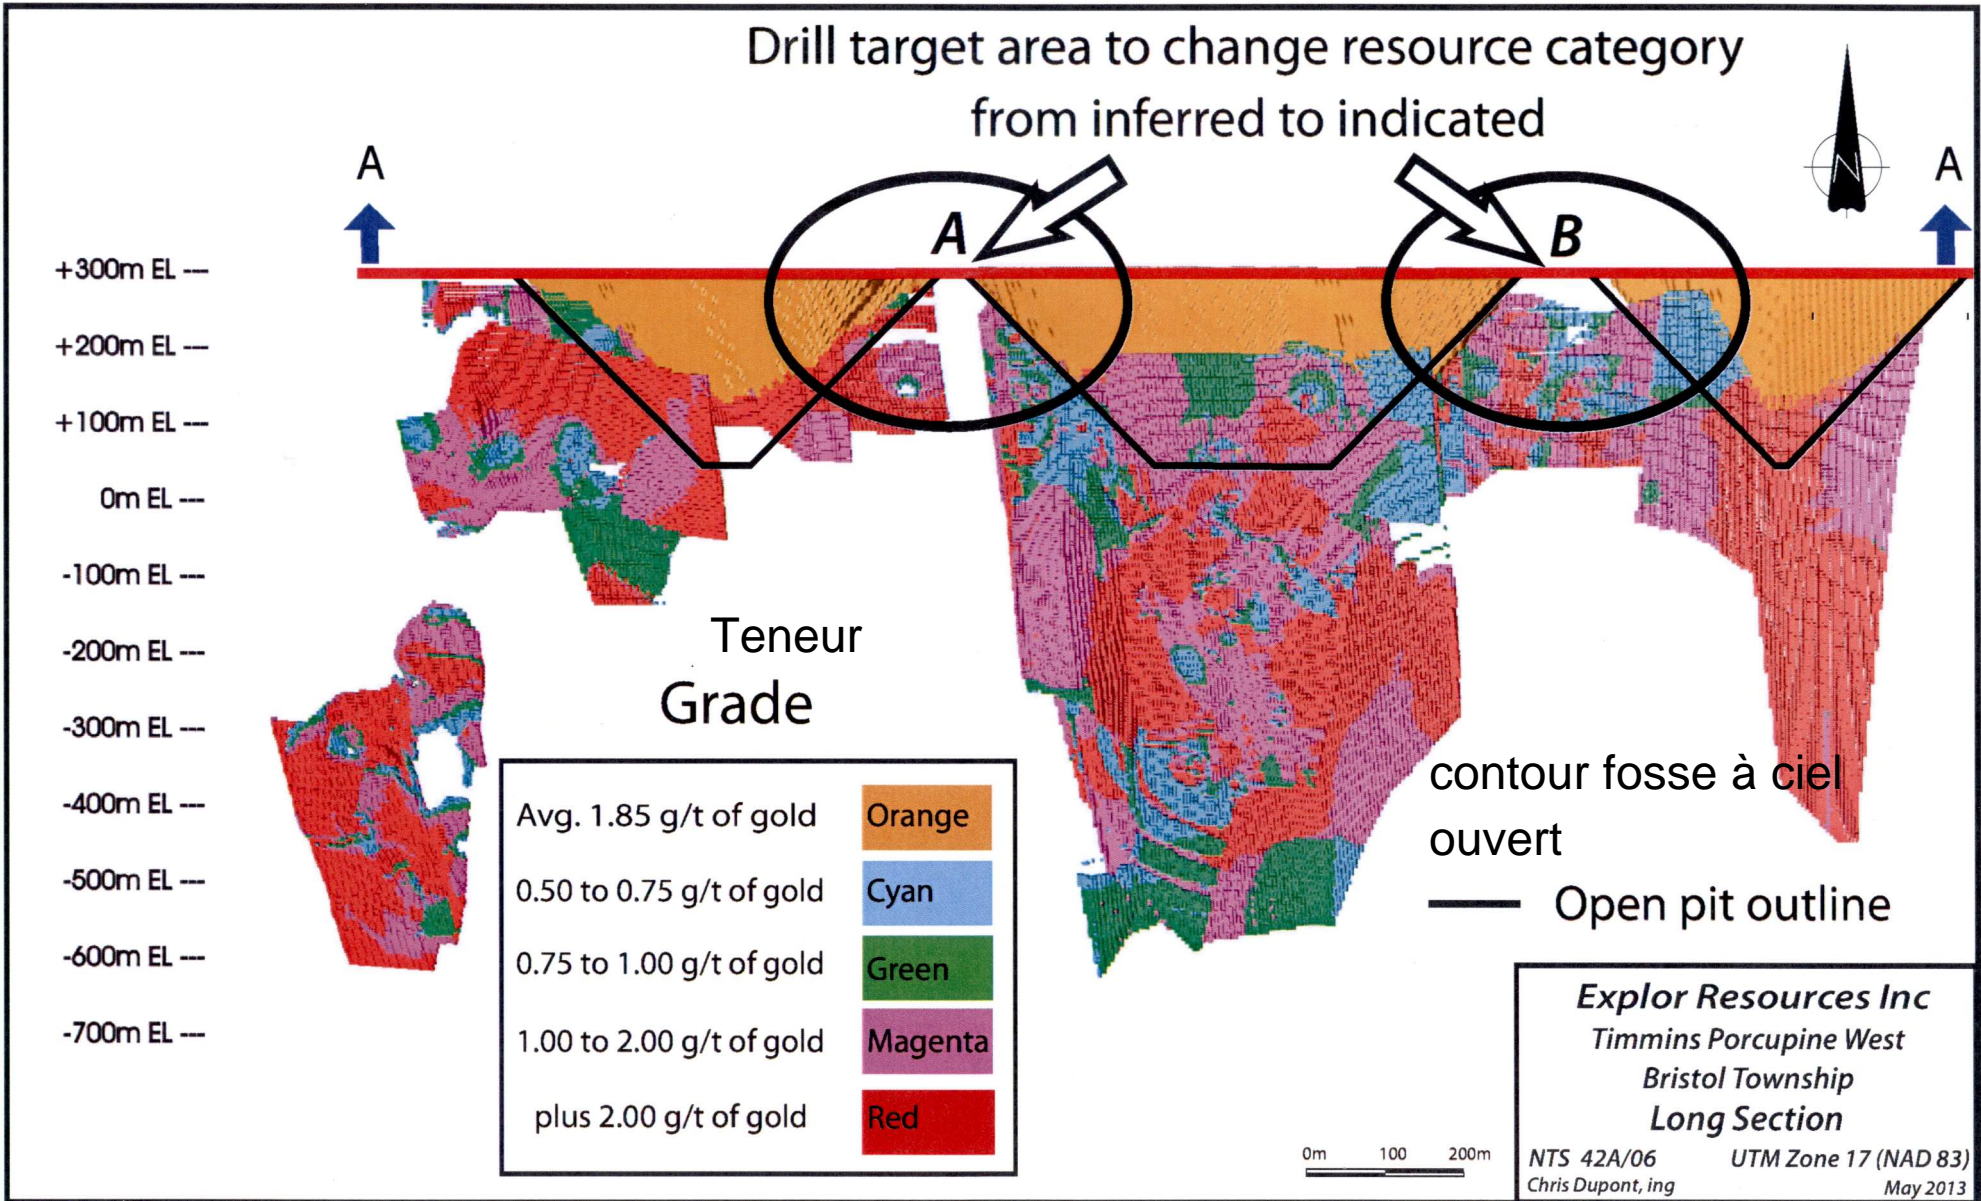 Drill target area to change resource category
from inferred to indicated
A
A
B
A
N
+300m EL ---
+200m EL ---
+100m EL ---
0m EL ---
-100m EL ---
-200m EL ---
-300m EL ---
-400m EL ---
-500m EL ---
-600m EL ---
-700m EL ---
Teneur
Grade
Avg. 1.85 g/t of gold Orange
0.50 to 0.75 g/t of gold Cyan
0.75 to 1.00 g/t of gold Green
1.00 to 2.00 g/t of gold Magenta
plus 2.00 g/t of gold Red
contour fosse à ciel
ouvert
Open pit outline
0m 100 200m
Explor Resources Inc
Timmins Porcupine West
Bristol Township
Long Section
NTS 42A/06 UTM Zone 17 (NAD 83)
Chris Dupont, ing May 2013